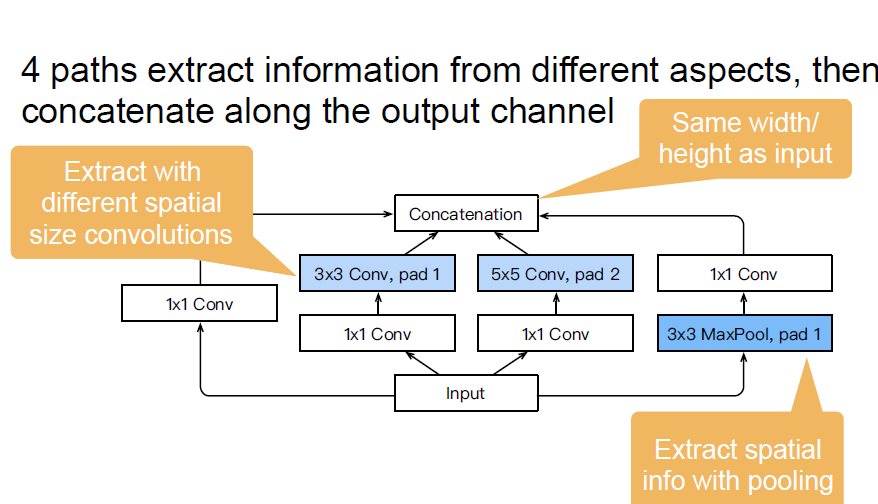 4 paths extract information from different aspects, then
concatenate along the output channel
Same width/
height as input
Extract with
different spatial
size convolutions
Concatenation
3x3 Conv, pad 1
5x5 Conv, pad 2
1x1 Conv
1x1 Conv
1x1 Conv
1x1 Conv
3x3 MaxPool, pad 1
Input
Extract spatial
info with pooling